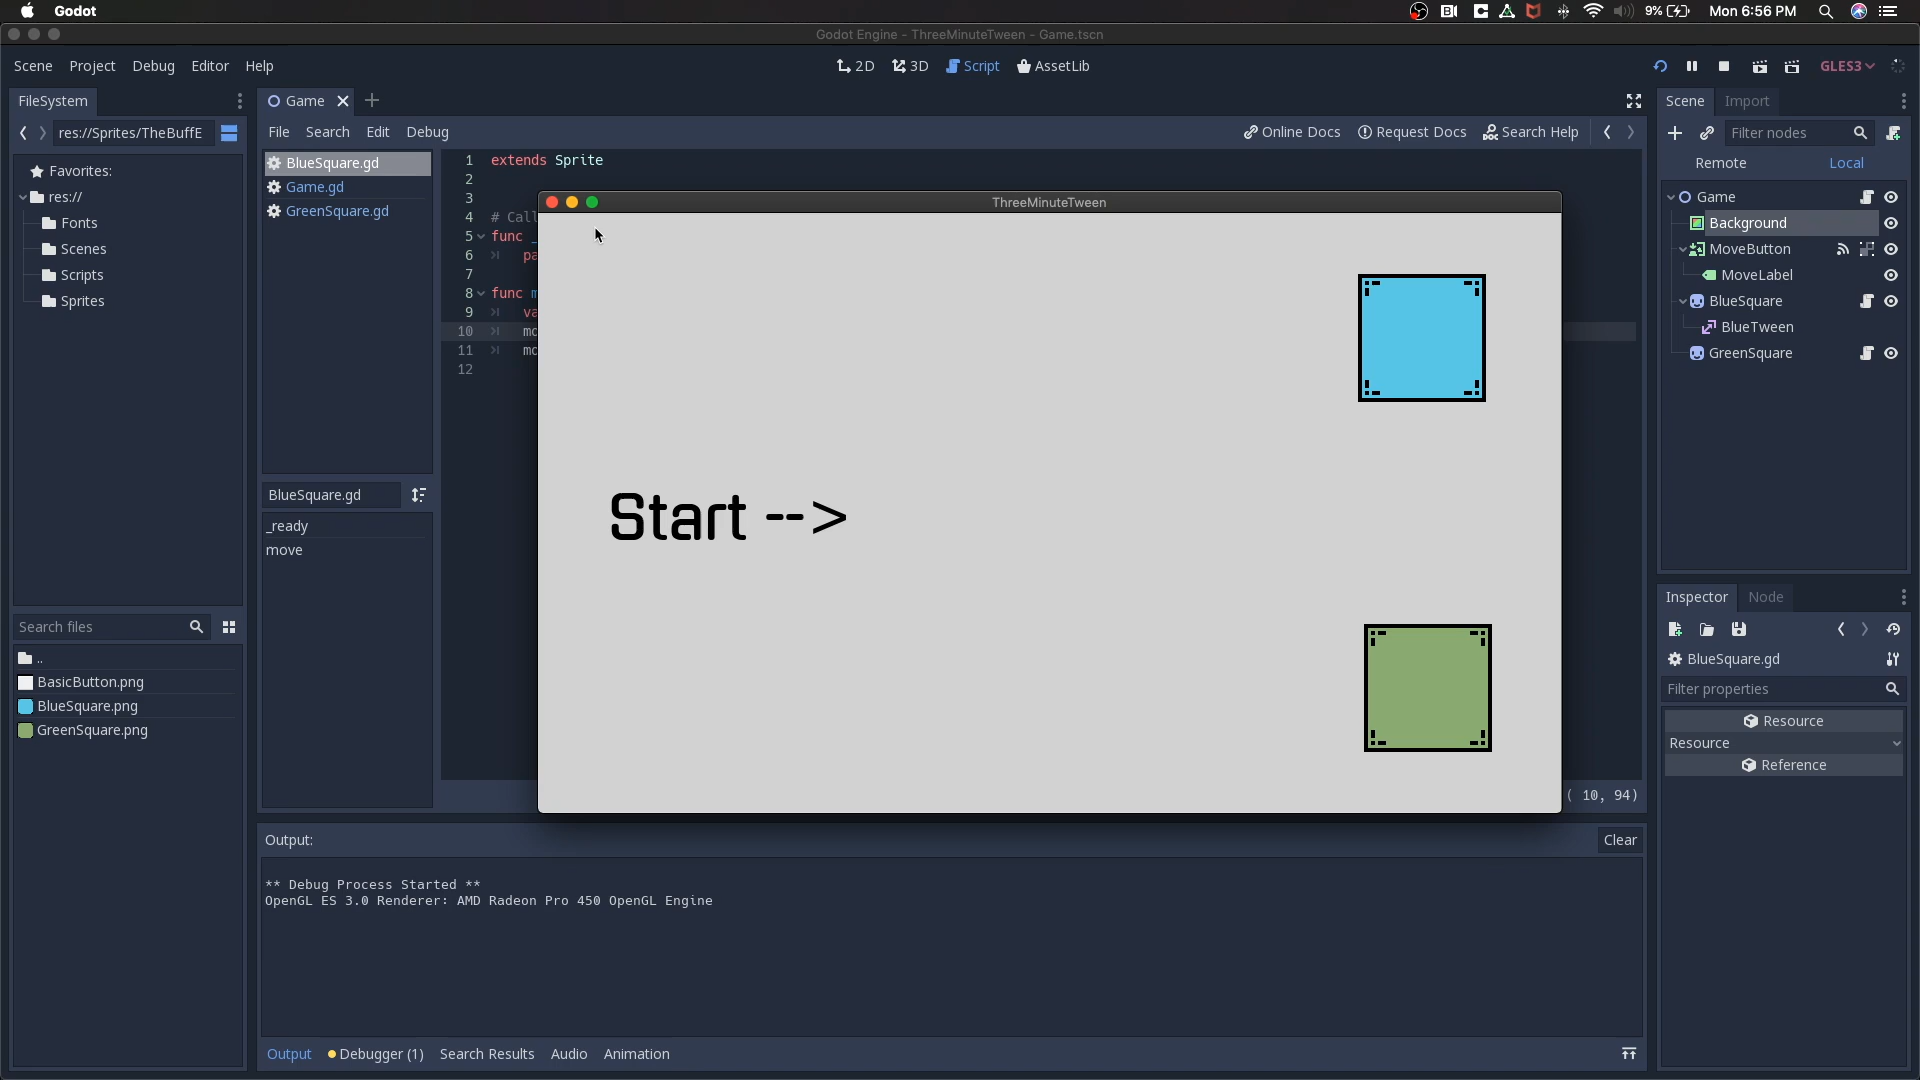 Godot
9%
Mon 6:56 PM
Godot Engine - ThreeMinuteTween - Game.tscn
Scene Project Debug Editor Help
2D 3D Script AssetLib
GLES3
FileSystem
Game
Scene Import
res://Sprites/TheBuffE
File Search Edit Debug
Online Docs Request Docs Search Help
Filter nodes
Remote Local
Favorites:
res://
Fonts
Scenes
Scripts
Sprites
BlueSquare.gd
Game.gd
GreenSquare.gd
1 extends Sprite
2
3
4 # Call
5 func _
6 pa
7
8 func m
9 va
10 mo
11 mo
12
ThreeMinuteTween
Start -->
Game
Background
MoveButton
MoveLabel
BlueSquare
BlueTween
GreenSquare
BlueSquare.gd
_ready
move
( 10, 94)
Search files
..
BasicButton.png
BlueSquare.png
GreenSquare.png
Inspector Node
BlueSquare.gd
Filter properties
Resource
Resource
Reference
Output:
Clear
** Debug Process Started **
OpenGL ES 3.0 Renderer: AMD Radeon Pro 450 OpenGL Engine
Output Debugger (1) Search Results Audio Animation